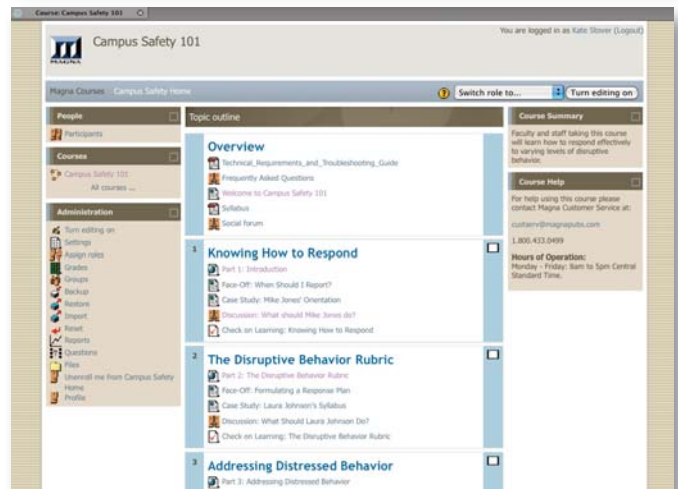 Course: Campus Safety 101
You are logged in as Kate Stover (Logout)
MAGNA
Campus Safety 101
Magna Courses Campus Safety Home
Switch role to...
Turn editing on
People
Participants
Courses
Campus Safety 101
All courses ...
Administration
Turn editing on
Settings
Assign roles
Grades
Groups
Backup
Restore
Import
Reset
Reports
Questions
Files
Unenroll me from Campus Safety
Home
Profile
Topic outline
Overview
Technical_Requirements_and_Troubleshooting_Guide
Frequently Asked Questions
Welcome to Campus Safety 101
Syllabus
Social forum
1
Knowing How to Respond
Part 1: Introduction
Face-Off: When Should I Report?
Case Study: Mike Jones' Orientation
Discussion: What should Mike Jones do?
Check on Learning: Knowing How to Respond
2
The Disruptive Behavior Rubric
Part 2: The Disruptive Behavior Rubric
Face-Off: Formulating a Response Plan
Case Study: Laura Johnson's Syllabus
Discussion: What Should Laura Johnson Do?
Check on Learning: The Disruptive Behavior Rubric
3
Addressing Distressed Behavior
Part 3: Addressing Distressed Behavior
Course Summary
Faculty and staff taking this course
will learn how to respond effectively
to varying levels of disruptive
behavior.
Course Help
For help using this course please
contact Magna Customer Service at:
custserv@magnapubs.com
1.800.433.0499
Hours of Operation:
Monday - Friday: 8am to 5pm Central
Standard Time.